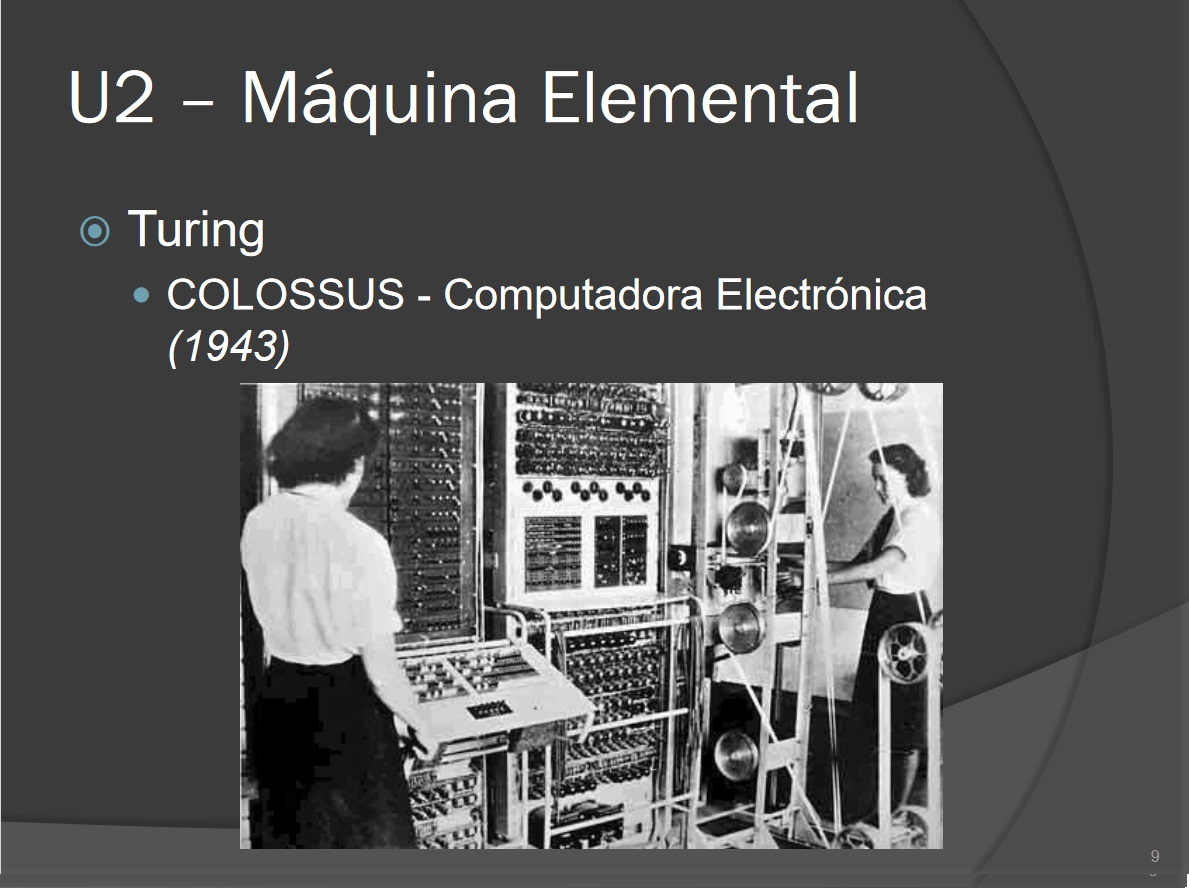 U2 – Máquina Elemental
Turing
COLOSSUS - Computadora Electrónica
(1943)
9